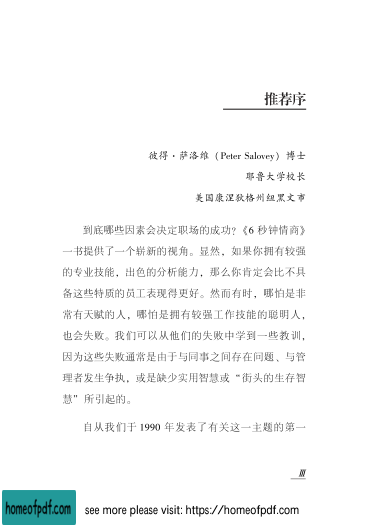 推荐序
彼得·萨洛维（Peter Salovey）博士
耶鲁大学校长
美国康涅狄格州纽黑文市
到底哪些因素会决定职场的成功？《6 秒钟情商》
一书提供了一个崭新的视角。显然，如果你拥有较强
的专业技能，出色的分析能力，那么你肯定会比不具
备这些特质的员工表现得更好。然而有时，哪怕是非
常有天赋的人，哪怕是拥有较强工作技能的聪明人，
也会失败。我们可以从他们的失败中学到一些教训，
因为这些失败通常是由于与同事之间存在问题、与管
理者发生争执，或是缺少实用智慧或“街头的生存智
慧”所引起的。
自从我们于 1990 年发表了有关这一主题的第一
III
homeofpdf.com
see more please visit: https://homeofpdf.com